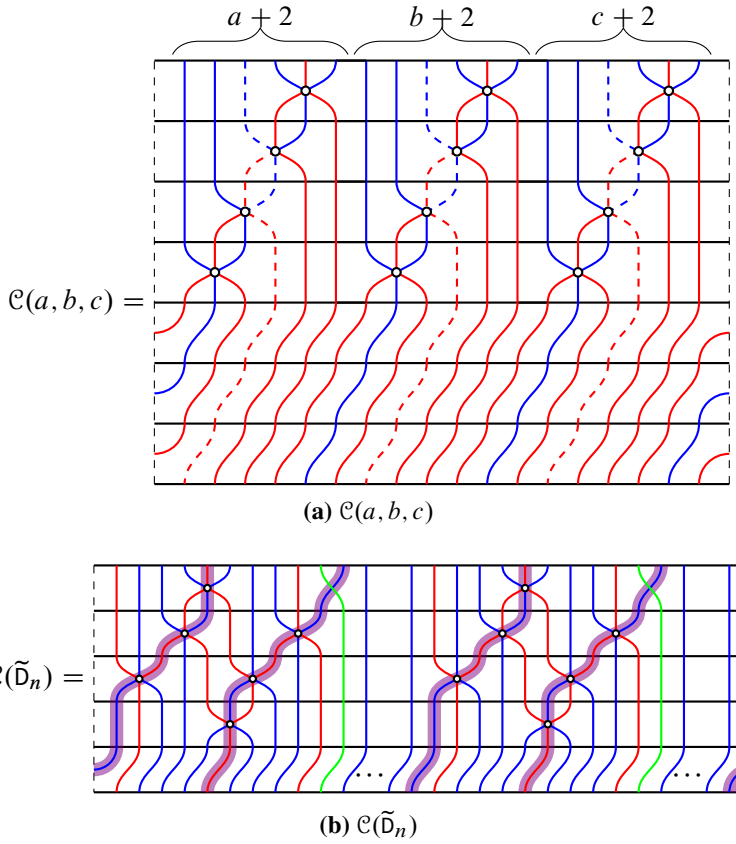 a + 2 b + 2 c + 2
𝒞(a, b, c) =
(a) 𝒞(a, b, c)
𝒞(D̃ₙ) =
... ...
(b) 𝒞(D̃ₙ)